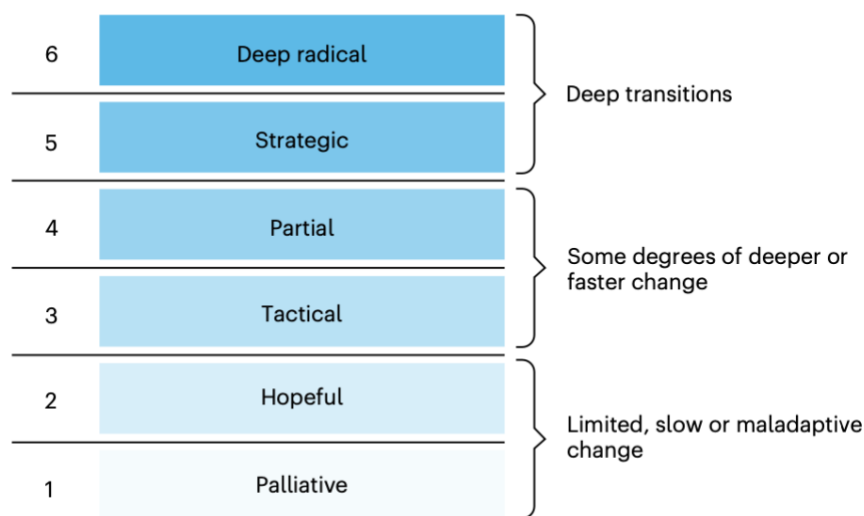 6
Deep radical
Deep transitions
5
Strategic
4
Partial
Some degrees of deeper or
faster change
3
Tactical
2
Hopeful
Limited, slow or maladaptive
change
1
Palliative